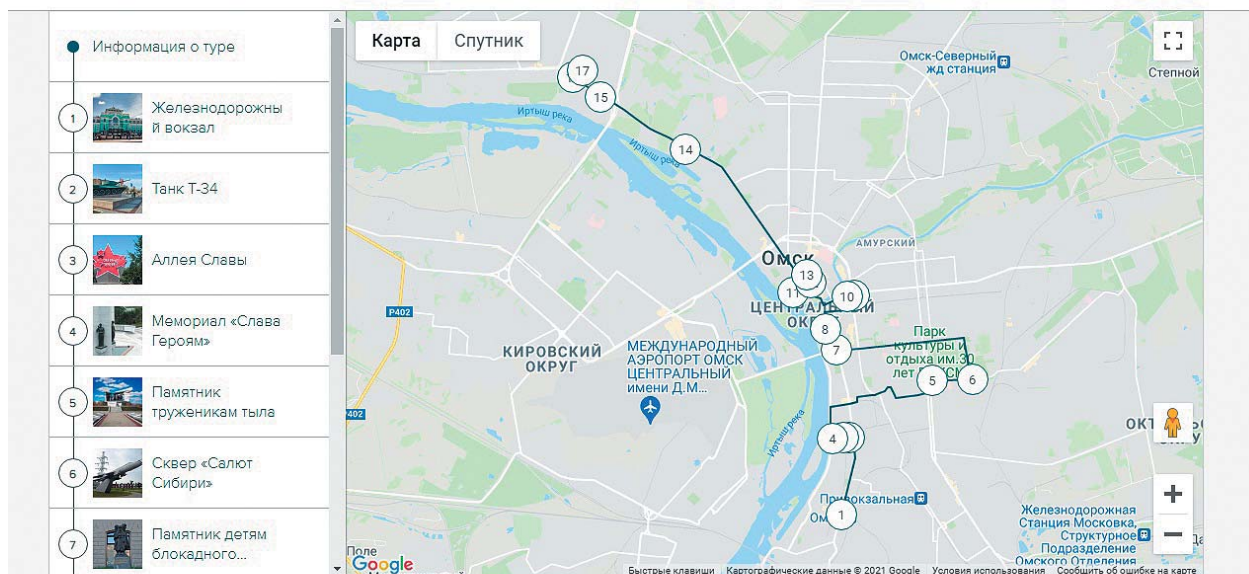 Информация о туре
1
Железнодорожны
й вокзал
2
Танк Т-34
3
Аллея Славы
4
Мемориал «Слава
Героям»
5
Памятник
труженикам тыла
6
Сквер «Салют
Сибири»
7
Памятник детям
блокадного...
Карта
Спутник
Омск-Северный
жд станция
Степной
17
15
Иртыш река
14
Иртыш река
АМУРСКИЙ
Омск
13
11
10
ЦЕНТРАЛЬНЫЙ
8
7
Р402
КИРОВСКИЙ
ОКРУГ
МЕЖДУНАРОДНЫЙ
АЭРОПОРТ ОМСК
ЦЕНТРАЛЬНЫЙ
имени Д.М...
Парк
культуры и
отдыха им.30
лет
5
6
402
Иртыш река
4
Привокзальная
1
Железнодорожная
Станция Московка,
Структурное
Подразделение
Омского Отделения
Поле
Google
Быстрые клавиши
Картографические данные © 2021 Google
Условия использования
Сообщить об ошибке на карте